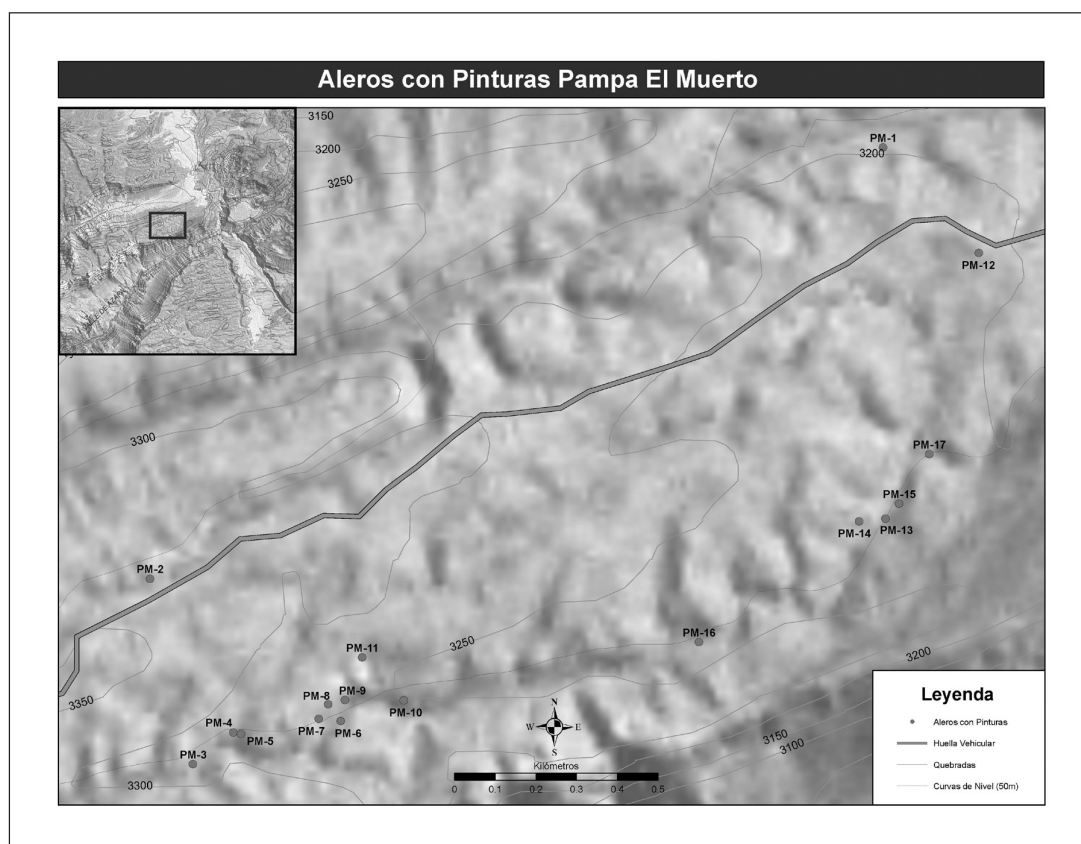 Aleros con Pinturas Pampa El Muerto
3150
3200
3250
PM-1
3200
PM-12
3300
PM-17
PM-15
PM-14
PM-13
PM-2
PM-16
3250
PM-11
3200
3350
PM-8
PM-9
PM-10
PM-7
PM-6
PM-4
PM-5
PM-3
3300
N
W
E
S
Kilómetros
0 0.1 0.2 0.3 0.4 0.5
3150
3100
Leyenda
Aleros con Pinturas
Huella Vehicular
Quebradas
Curvas de Nivel (50m)